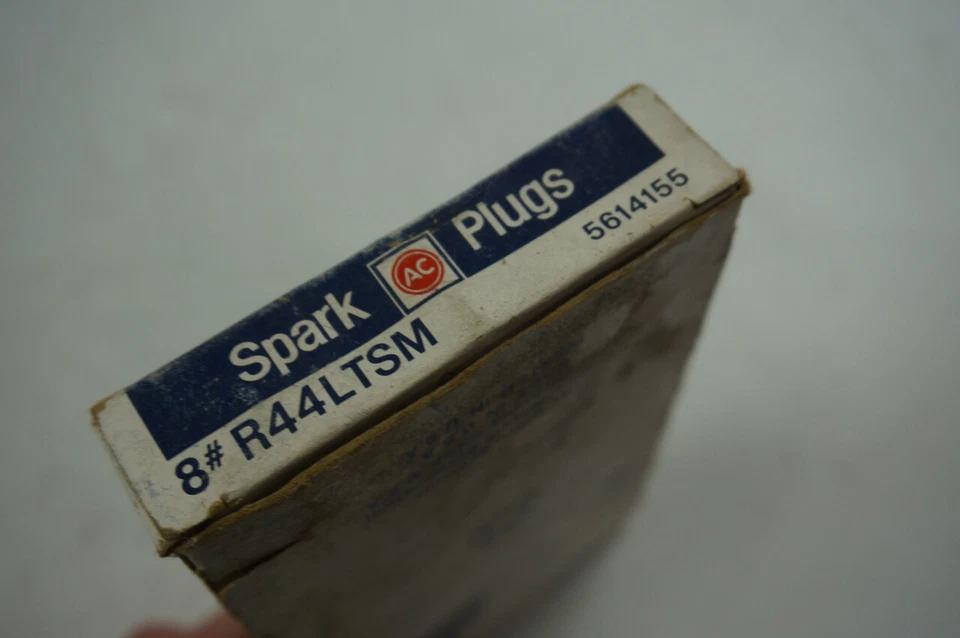 Spark AC Plugs
8# R44LTSM 5614155